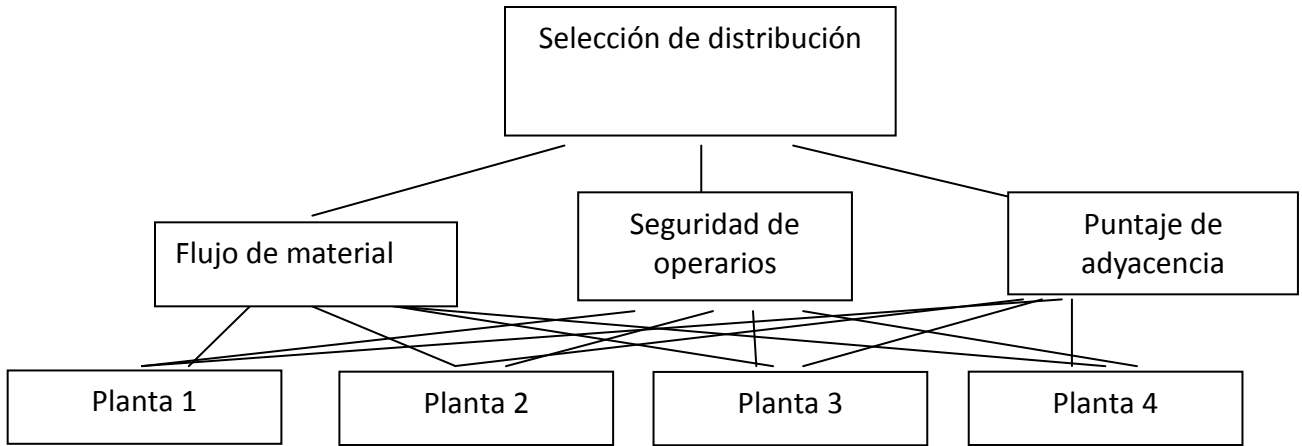 Selección de distribución
Flujo de material
Seguridad de
operarios
Puntaje de
adyacencia
Planta 1
Planta 2
Planta 3
Planta 4